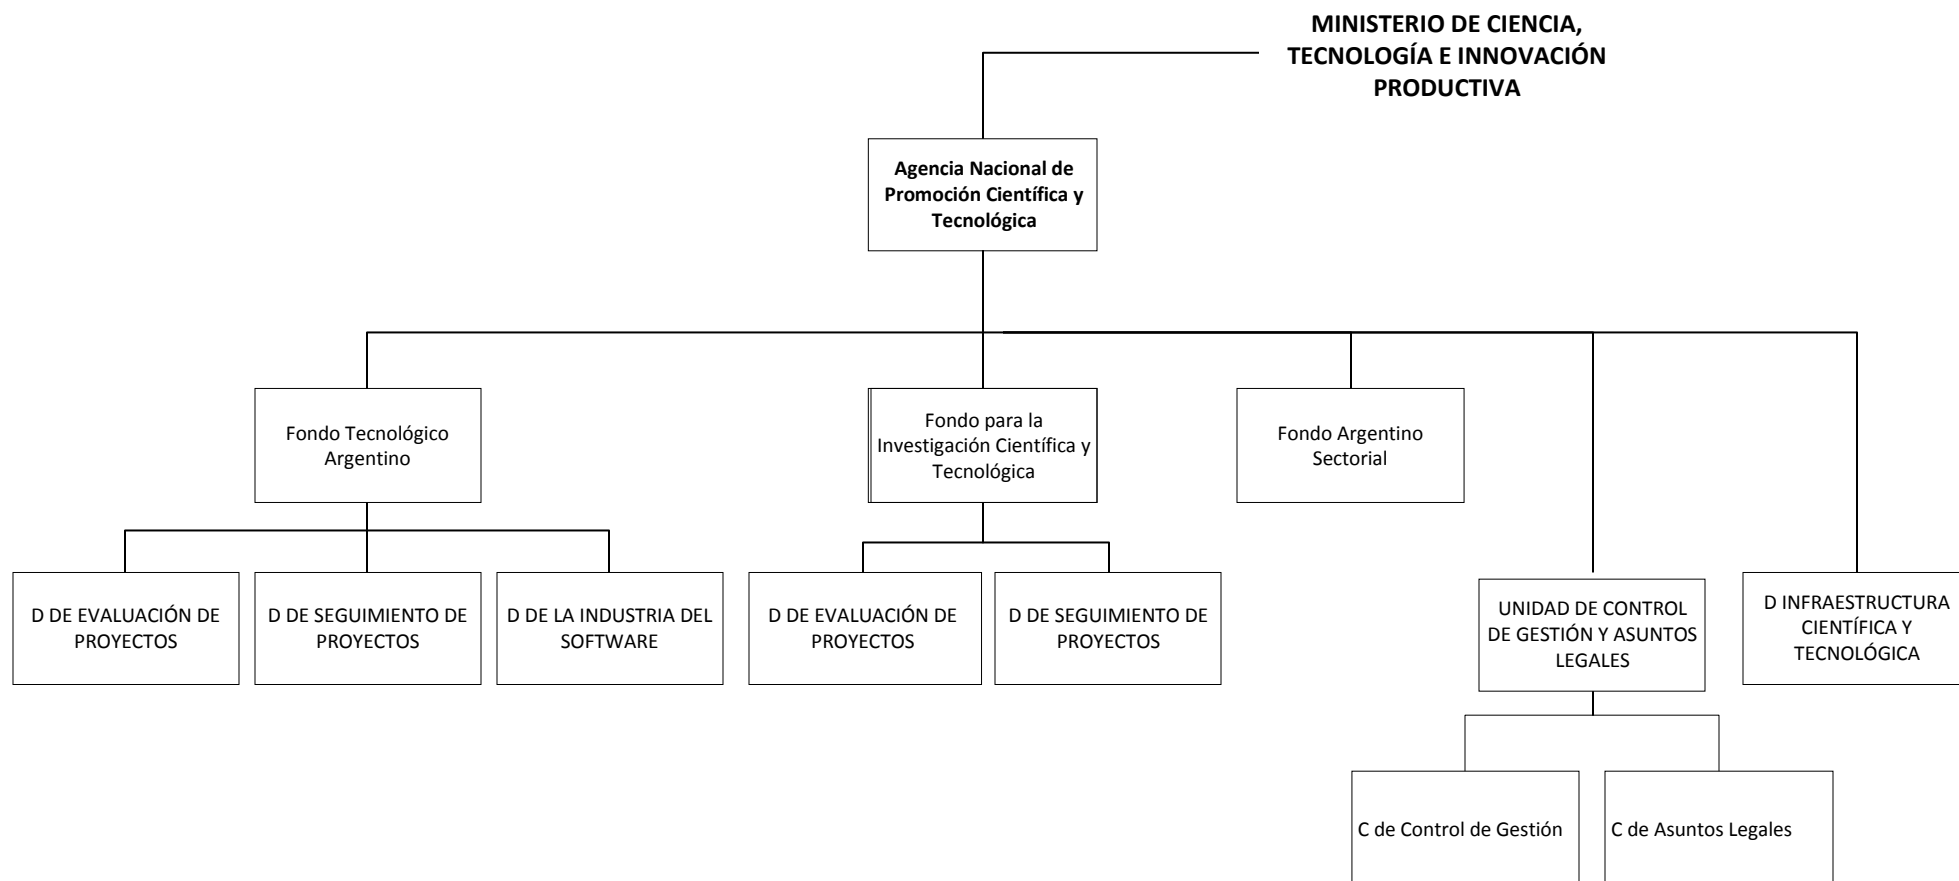 MINISTERIO DE CIENCIA,
TECNOLOGÍA E INNOVACIÓN
PRODUCTIVA
Agencia Nacional de
Promoción Científica y
Tecnológica
Fondo Tecnológico
Argentino
Fondo para la
Investigación Científica y
Tecnológica
Fondo Argentino
Sectorial
D DE EVALUACIÓN DE
PROYECTOS
D DE SEGUIMIENTO DE
PROYECTOS
D DE LA INDUSTRIA DEL
SOFTWARE
D DE EVALUACIÓN DE
PROYECTOS
D DE SEGUIMIENTO DE
PROYECTOS
UNIDAD DE CONTROL
DE GESTIÓN Y ASUNTOS
LEGALES
D INFRAESTRUCTURA
CIENTÍFICA Y
TECNOLÓGICA
C de Control de Gestión
C de Asuntos Legales